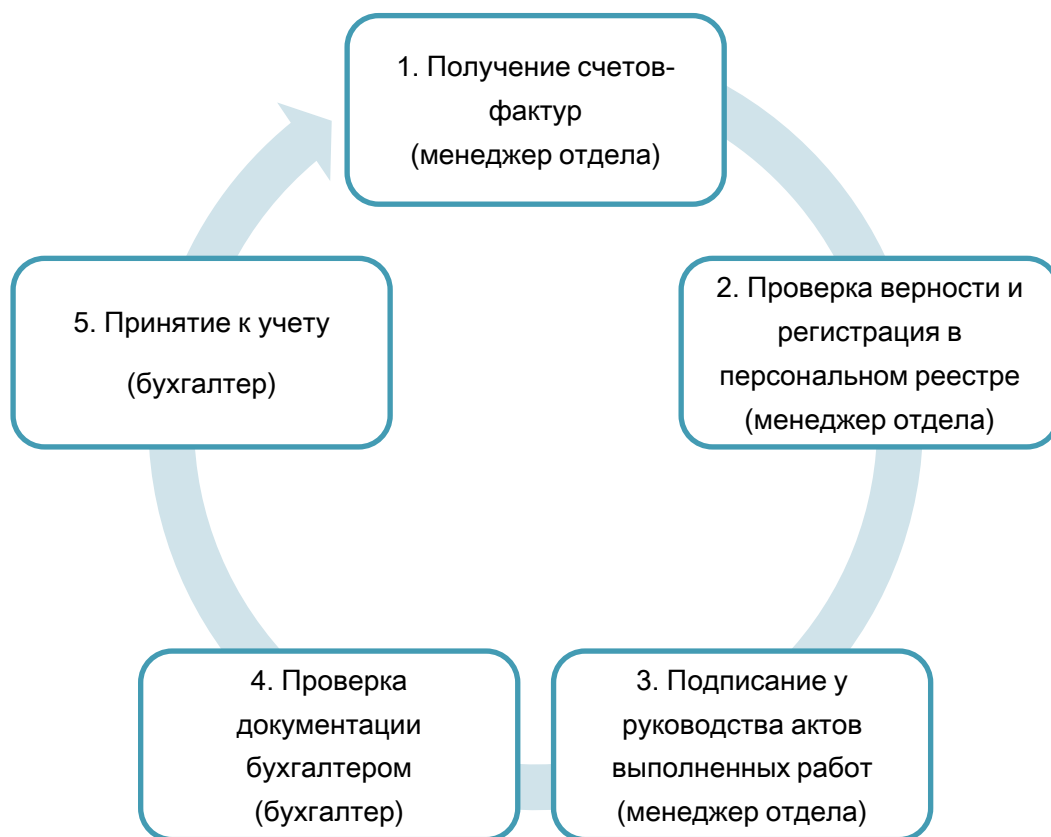 1. Получение счетов-
фактур
(менеджер отдела)
2. Проверка верности и
регистрация в
персональном реестре
(менеджер отдела)
3. Подписание у
руководства актов
выполненных работ
(менеджер отдела)
4. Проверка
документации
бухгалтером
(бухгалтер)
5. Принятие к учету
(бухгалтер)